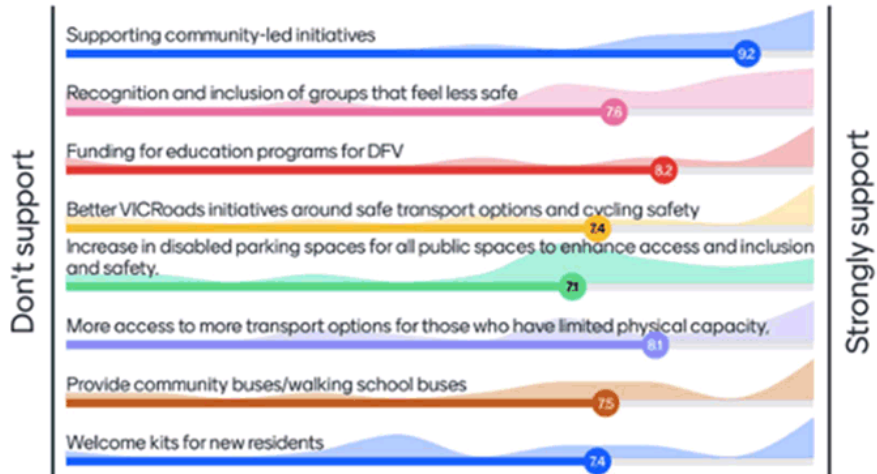 Supporting community-led initiatives
9.2
Recognition and inclusion of groups that feel less safe
7.6
Funding for education programs for DFV
8.2
Better VICRoads initiatives around safe transport options and cycling safety
7.4
Increase in disabled parking spaces for all public spaces to enhance access and inclusion
and safety.
7.1
More access to more transport options for those who have limited physical capacity,
8.1
Provide community buses/walking school buses
7.5
Welcome kits for new residents
7.4
Don't support
Strongly support